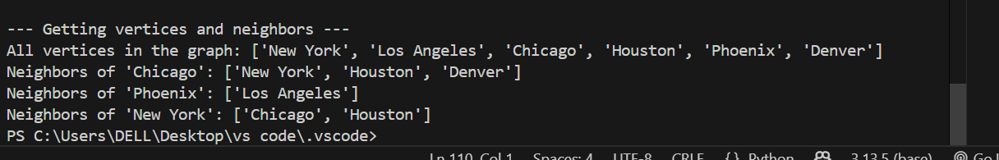 --- Getting vertices and neighbors ---
All vertices in the graph: ['New York', 'Los Angeles', 'Chicago', 'Houston', 'Phoenix', 'Denver']
Neighbors of 'Chicago': ['New York', 'Houston', 'Denver']
Neighbors of 'Phoenix': ['Los Angeles']
Neighbors of 'New York': ['Chicago', 'Houston']
PS C:\Users\DELL\Desktop\vs code\.vscode>
Ln 110, Col 1 Spaces: 4 UTF-8 CRLF {} Python 3.13.5 (base) Go